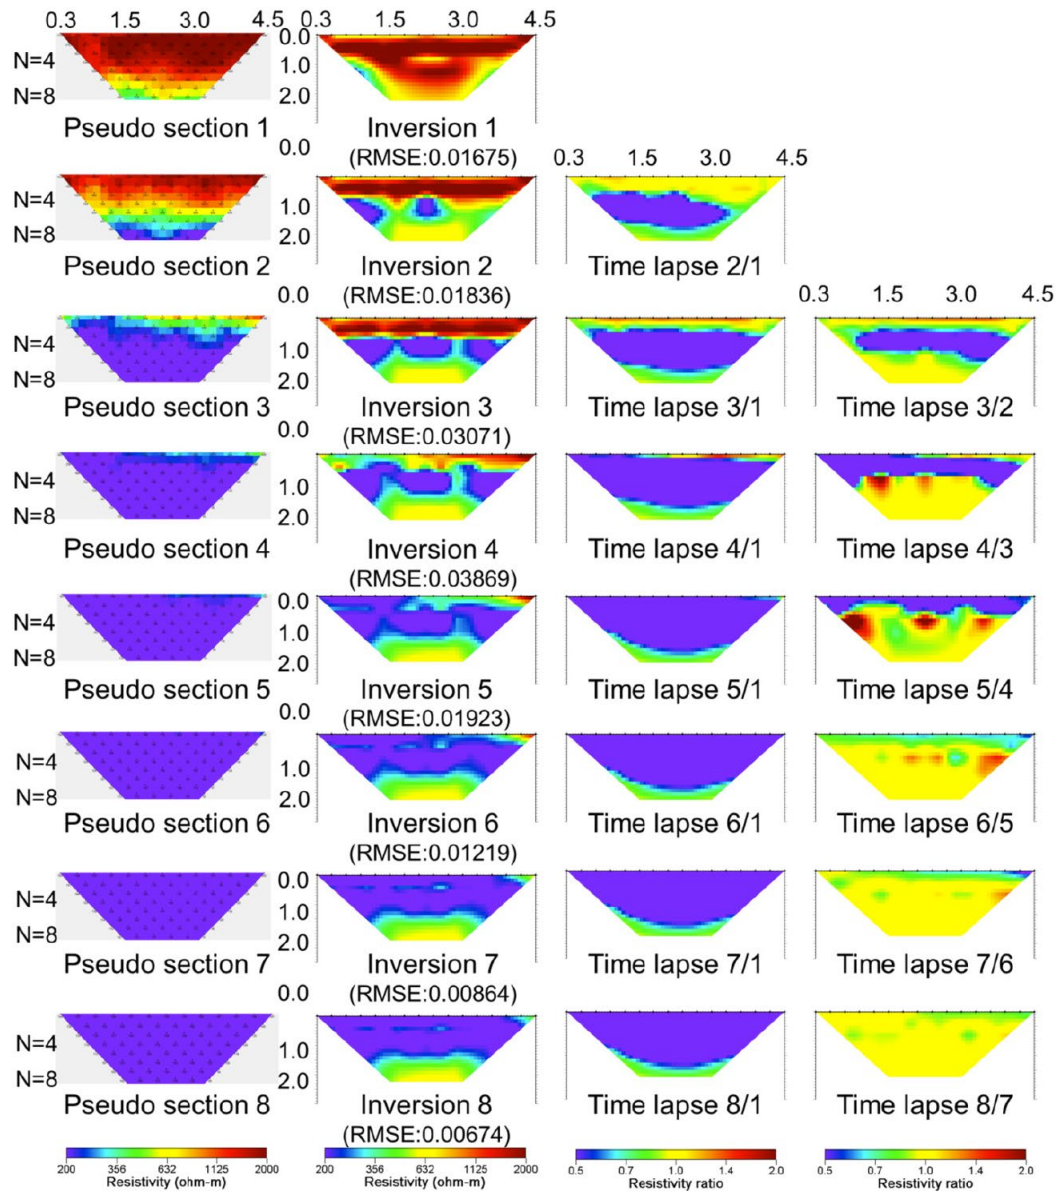 0.3 1.5 3.0 4.5 0.3 1.5 3.0 4.5
0.0
N=4 1.0
N=8 2.0
Pseudo section 1 Inversion 1
0.0 (RMSE:0.01675) 0.3 1.5 3.0 4.5
N=4 1.0
N=8 2.0
Pseudo section 2 Inversion 2 Time lapse 2/1
0.0 (RMSE:0.01836) 0.3 1.5 3.0 4.5
N=4 1.0
N=8 2.0
Pseudo section 3 Inversion 3 Time lapse 3/1 Time lapse 3/2
0.0 (RMSE:0.03071)
N=4 1.0
N=8 2.0
Pseudo section 4 Inversion 4 Time lapse 4/1 Time lapse 4/3
(RMSE:0.03869)
0.0
N=4 1.0
N=8 2.0
Pseudo section 5 Inversion 5 Time lapse 5/1 Time lapse 5/4
0.0 (RMSE:0.01923)
N=4 1.0
N=8 2.0
Pseudo section 6 Inversion 6 Time lapse 6/1 Time lapse 6/5
(RMSE:0.01219)
0.0
N=4 1.0
N=8 2.0
Pseudo section 7 Inversion 7 Time lapse 7/1 Time lapse 7/6
0.0 (RMSE:0.00864)
N=4 1.0
N=8 2.0
Pseudo section 8 Inversion 8 Time lapse 8/1 Time lapse 8/7
(RMSE:0.00674)
200 356 632 1125 2000 200 356 632 1125 2000 0.5 0.7 1.0 1.4 2.0 0.5 0.7 1.0 1.4 2.0
Resistivity (ohm-m) Resistivity (ohm-m) Resistivity ratio Resistivity ratio